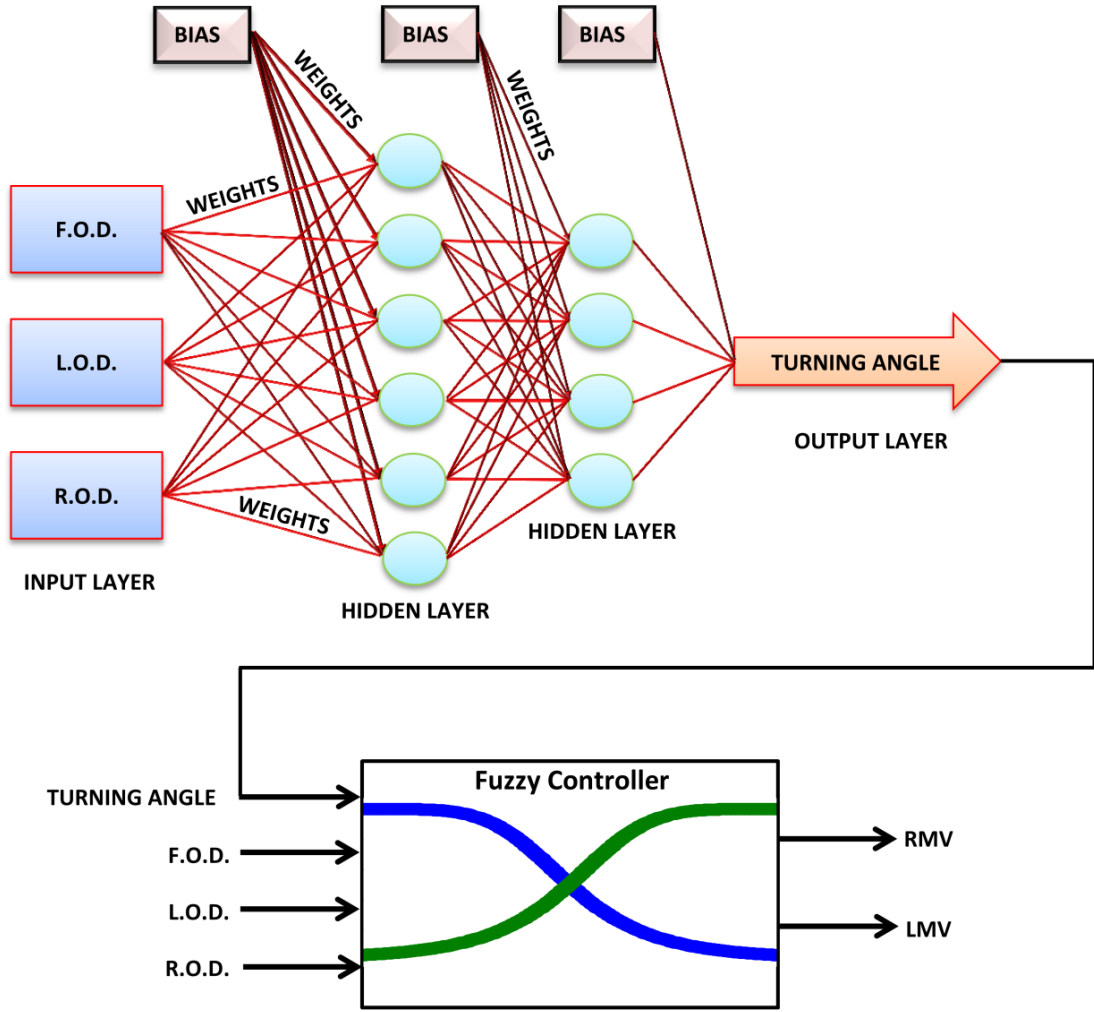 BIAS
BIAS
BIAS
WEIGHTS
WEIGHTS
WEIGHTS
F.O.D.
L.O.D.
TURNING ANGLE
OUTPUT LAYER
R.O.D.
WEIGHTS
HIDDEN LAYER
INPUT LAYER
HIDDEN LAYER
Fuzzy Controller
TURNING ANGLE
F.O.D.
L.O.D.
R.O.D.
RMV
LMV